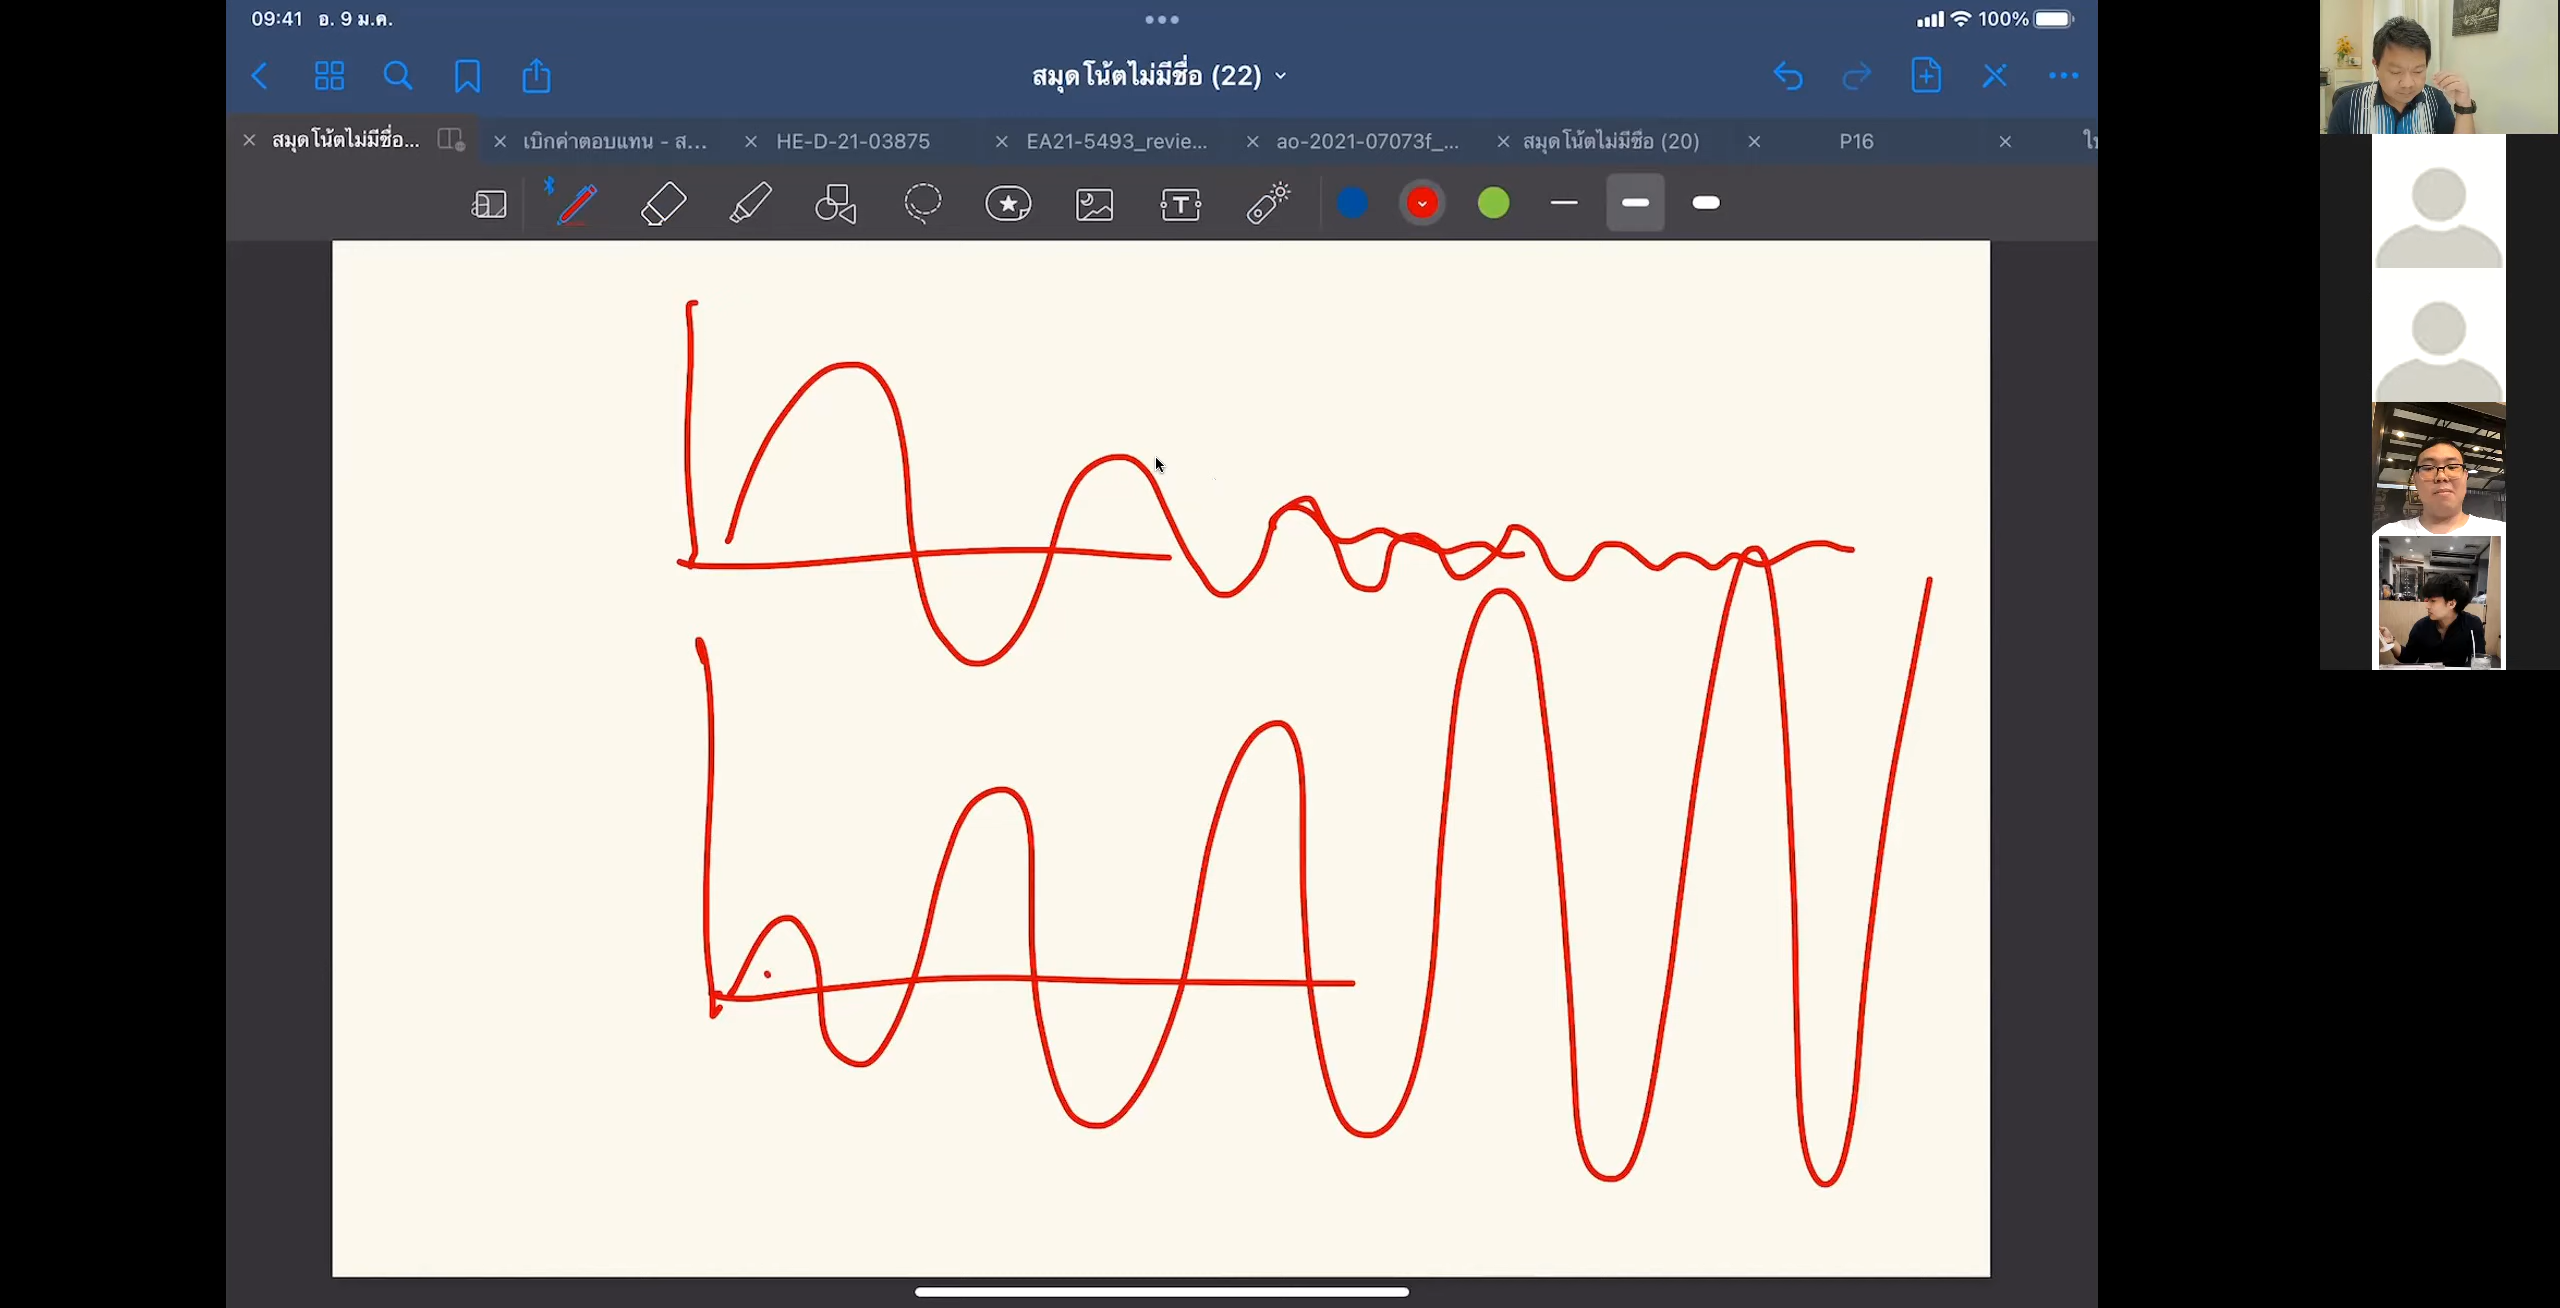 09:41 อ. 9 ม.ค.
100%
สมุดโน้ตไม่มีชื่อ (22)
สมุดโน้ตไม่มีชื่อ...
เบิกค่าตอบแทน - ส...
HE-D-21-03875
EA21-5493_revie...
ao-2021-07073f_...
สมุดโน้ตไม่มีชื่อ (20)
P16